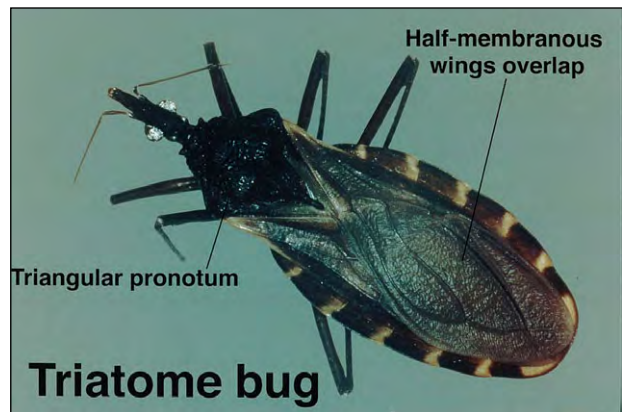 Half-membranous
wings overlap
Triangular pronotum
Triatome bug